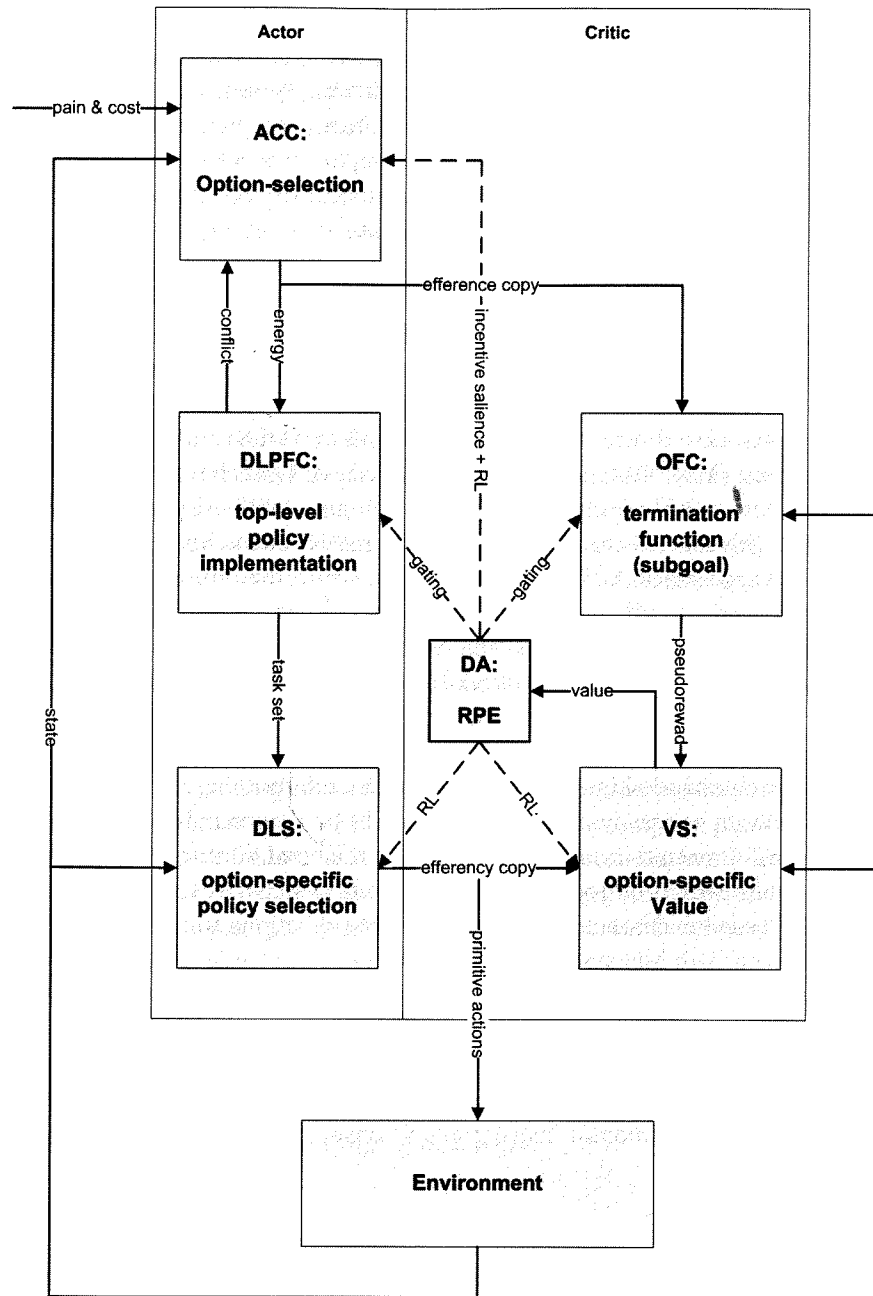 Actor
Critic
pain & cost
ACC:
Option-selection
efference copy
conflict
energy
incentive salience + RL
DLPFC:
top-level
policy
implementation
OFC:
termination
function
(subgoal)
gating
gating
DA:
RPE
value
pseudorewad
task set
state
RL
RL
DLS:
option-specific
policy selection
efferency copy
VS:
option-specific
Value
primitive actions
Environment